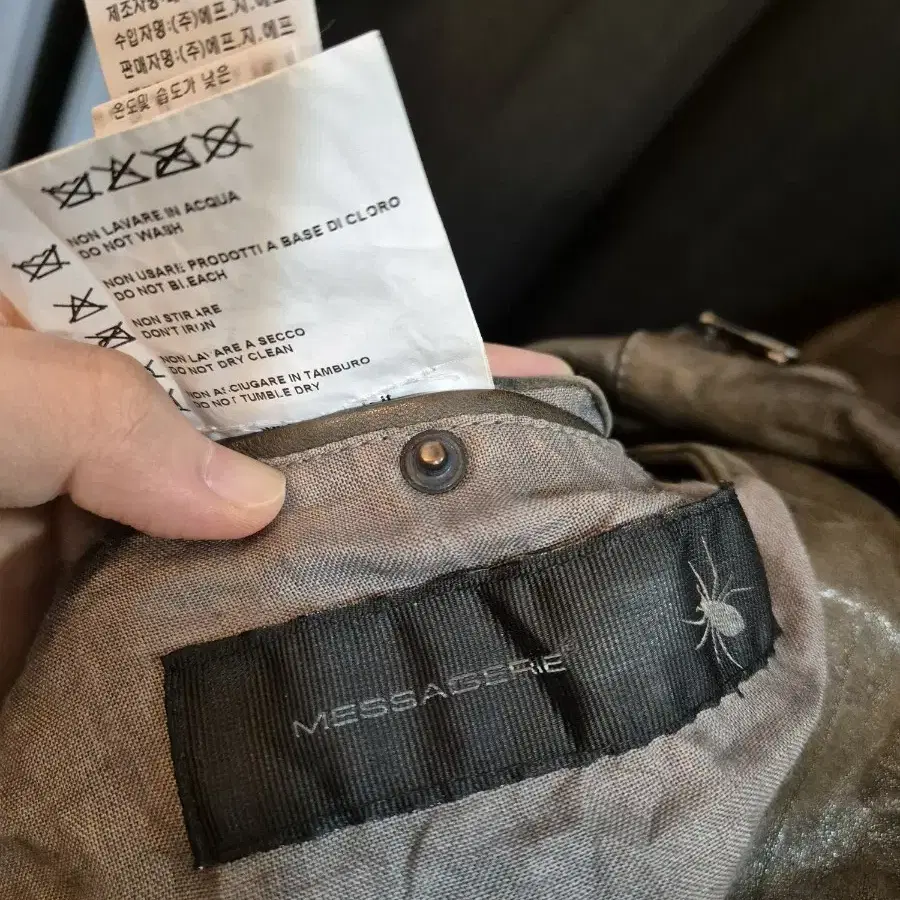 제조자명:(주)에프.지.에프
수입자명:(주)에프.지.에프
판매자명:(주)에프.지.에프
온도및 습도가 낮은
NON LAVARE IN ACQUA
DO NOT WASH
NON USARE PRODOTTI A BASE DI CLORO
DO NOT BLEACH
NON STIRARE
DON'T IRON
NON LAVARE A SECCO
DO NOT DRY CLEAN
NON ASCIUGARE IN TAMBURO
DO NOT TUMBLE DRY
MESSAGERIE